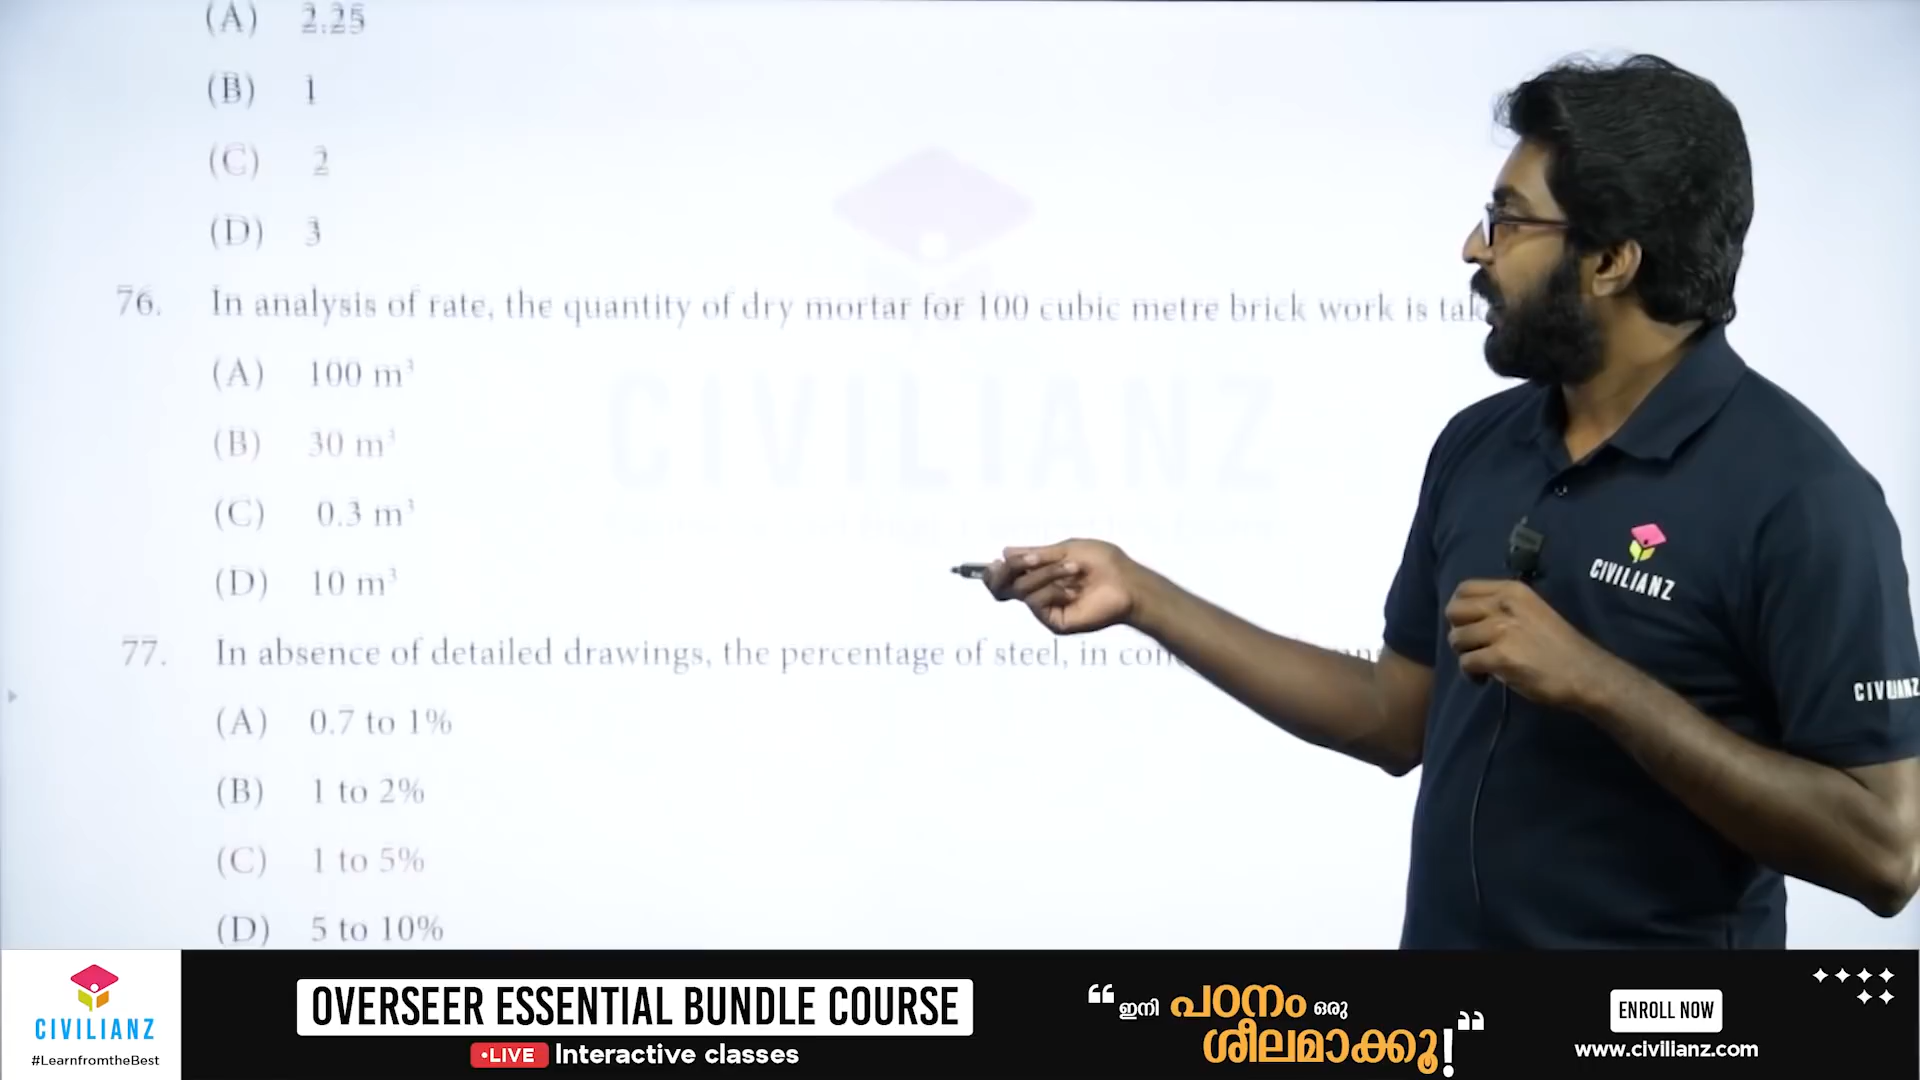 (A) 2.25
(B) 1
(C) 2
(D) 3
76. In analysis of rate, the quantity of dry mortar for 100 cubic metre brick work is
(A) 100 m³
(B) 30 m³
(C) 0.3 m³
(D) 10 m³
77. In absence of detailed drawings, the percentage of steel, in
(A) 0.7 to 1%
(B) 1 to 2%
(C) 1 to 5%
(D) 5 to 10%
CIVILIANZ
CIVILIANZ
CIVILIANZ
CIVILIANZ
#LearnfromtheBest
OVERSEER ESSENTIAL BUNDLE COURSE
•LIVE Interactive classes
“ഇനി പഠനം ഒരു
ശീലമാക്കൂ!”
ENROLL NOW
www.civilianz.com